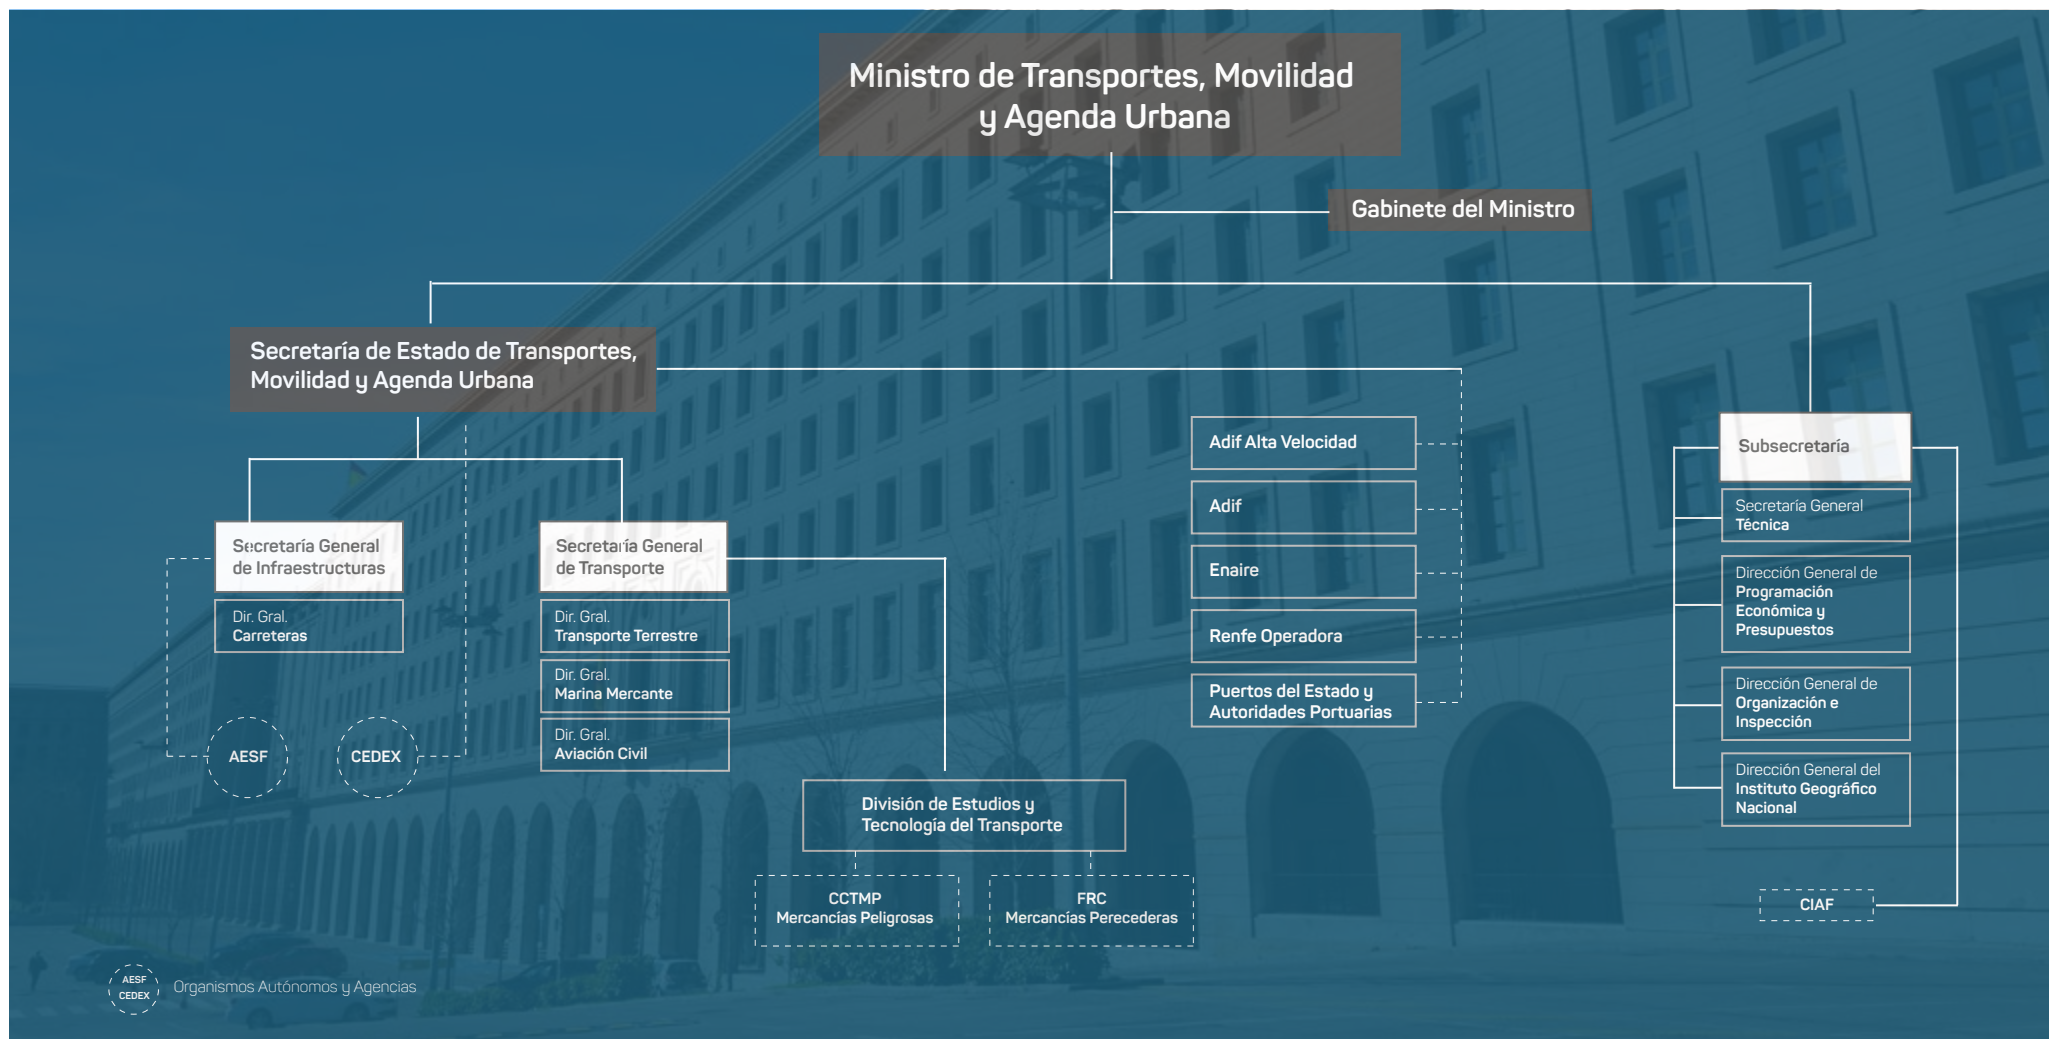 Ministro de Transportes, Movilidad
y Agenda Urbana
Gabinete del Ministro
Secretaría de Estado de Transportes,
Movilidad y Agenda Urbana
Secretaría General
de Infraestructuras
Dir. Gral.
Carreteras
AESF
CEDEX
Secretaría General
de Transporte
Dir. Gral.
Transporte Terrestre
Dir. Gral.
Marina Mercante
Dir. Gral.
Aviación Civil
División de Estudios y
Tecnología del Transporte
CCTMP
Mercancías Peligrosas
FRC
Mercancías Perecederas
Adif Alta Velocidad
Adif
Enaire
Renfe Operadora
Puertos del Estado y
Autoridades Portuarias
Subsecretaría
Secretaría General
Técnica
Dirección General de
Programación
Económica y
Presupuestos
Dirección General de
Organización e
Inspección
Dirección General del
Instituto Geográfico
Nacional
CIAF
AESF
CEDEX
Organismos Autónomos y Agencias